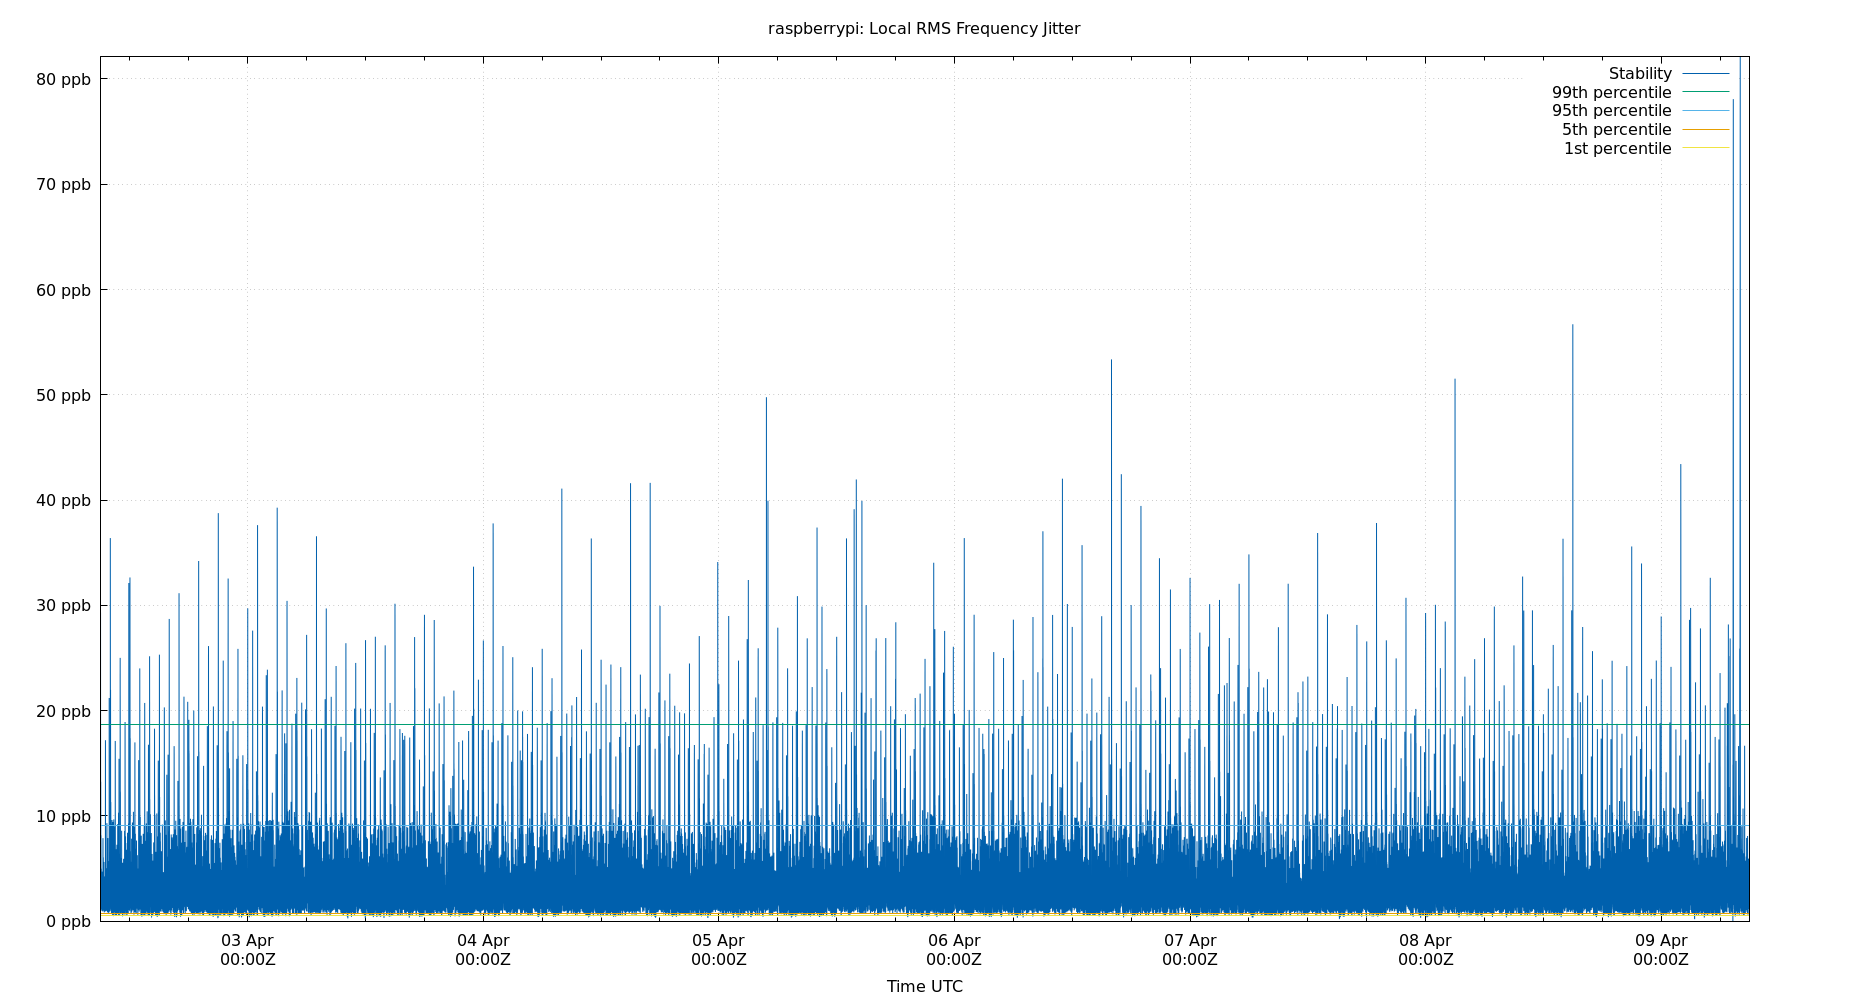 raspberrypi: Local RMS Frequency Jitter
80 ppb
70 ppb
60 ppb
50 ppb
40 ppb
30 ppb
20 ppb
10 ppb
0 ppb
Stability
99th percentile
95th percentile
5th percentile
1st percentile
03 Apr
00:00Z
04 Apr
00:00Z
05 Apr
00:00Z
06 Apr
00:00Z
07 Apr
00:00Z
08 Apr
00:00Z
09 Apr
00:00Z
Time UTC